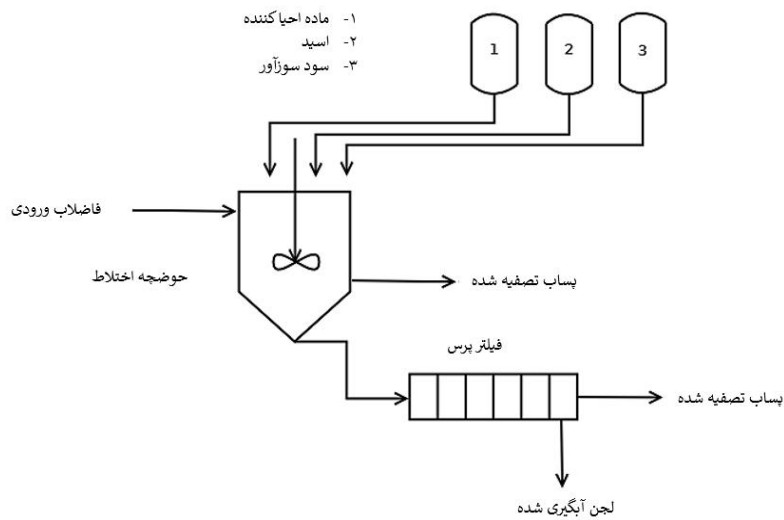 ۱- ماده احیا کننده
۲- اسید
۳- سود سوزآور
1 2 3
فاضلاب ورودی
حوضچه اختلاط
پساب تصفیه شده
فیلتر پرس
پساب تصفیه شده
لجن آبگیری شده